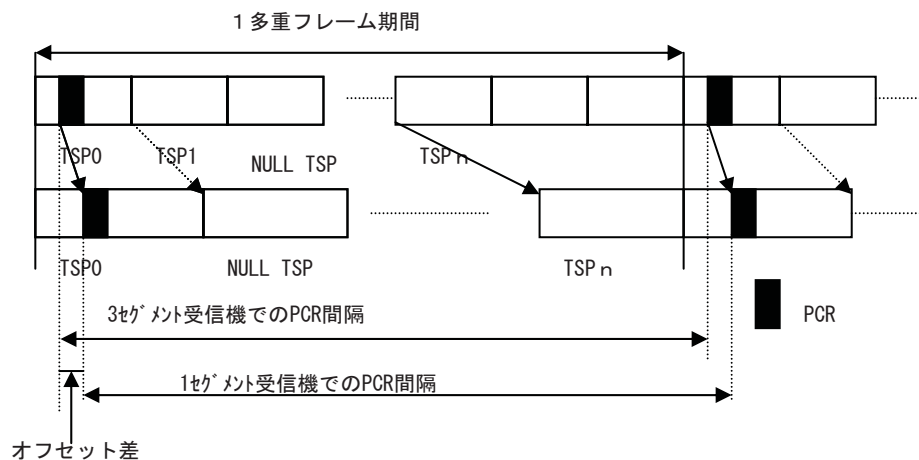 １多重フレーム期間
TSP0 TSP1 NULL TSP TSPｎ
TSP0 NULL TSP TSPｎ
3ｾｸﾞﾒﾝﾄ受信機でのPCR間隔
PCR
1ｾｸﾞﾒﾝﾄ受信機でのPCR間隔
オフセット差